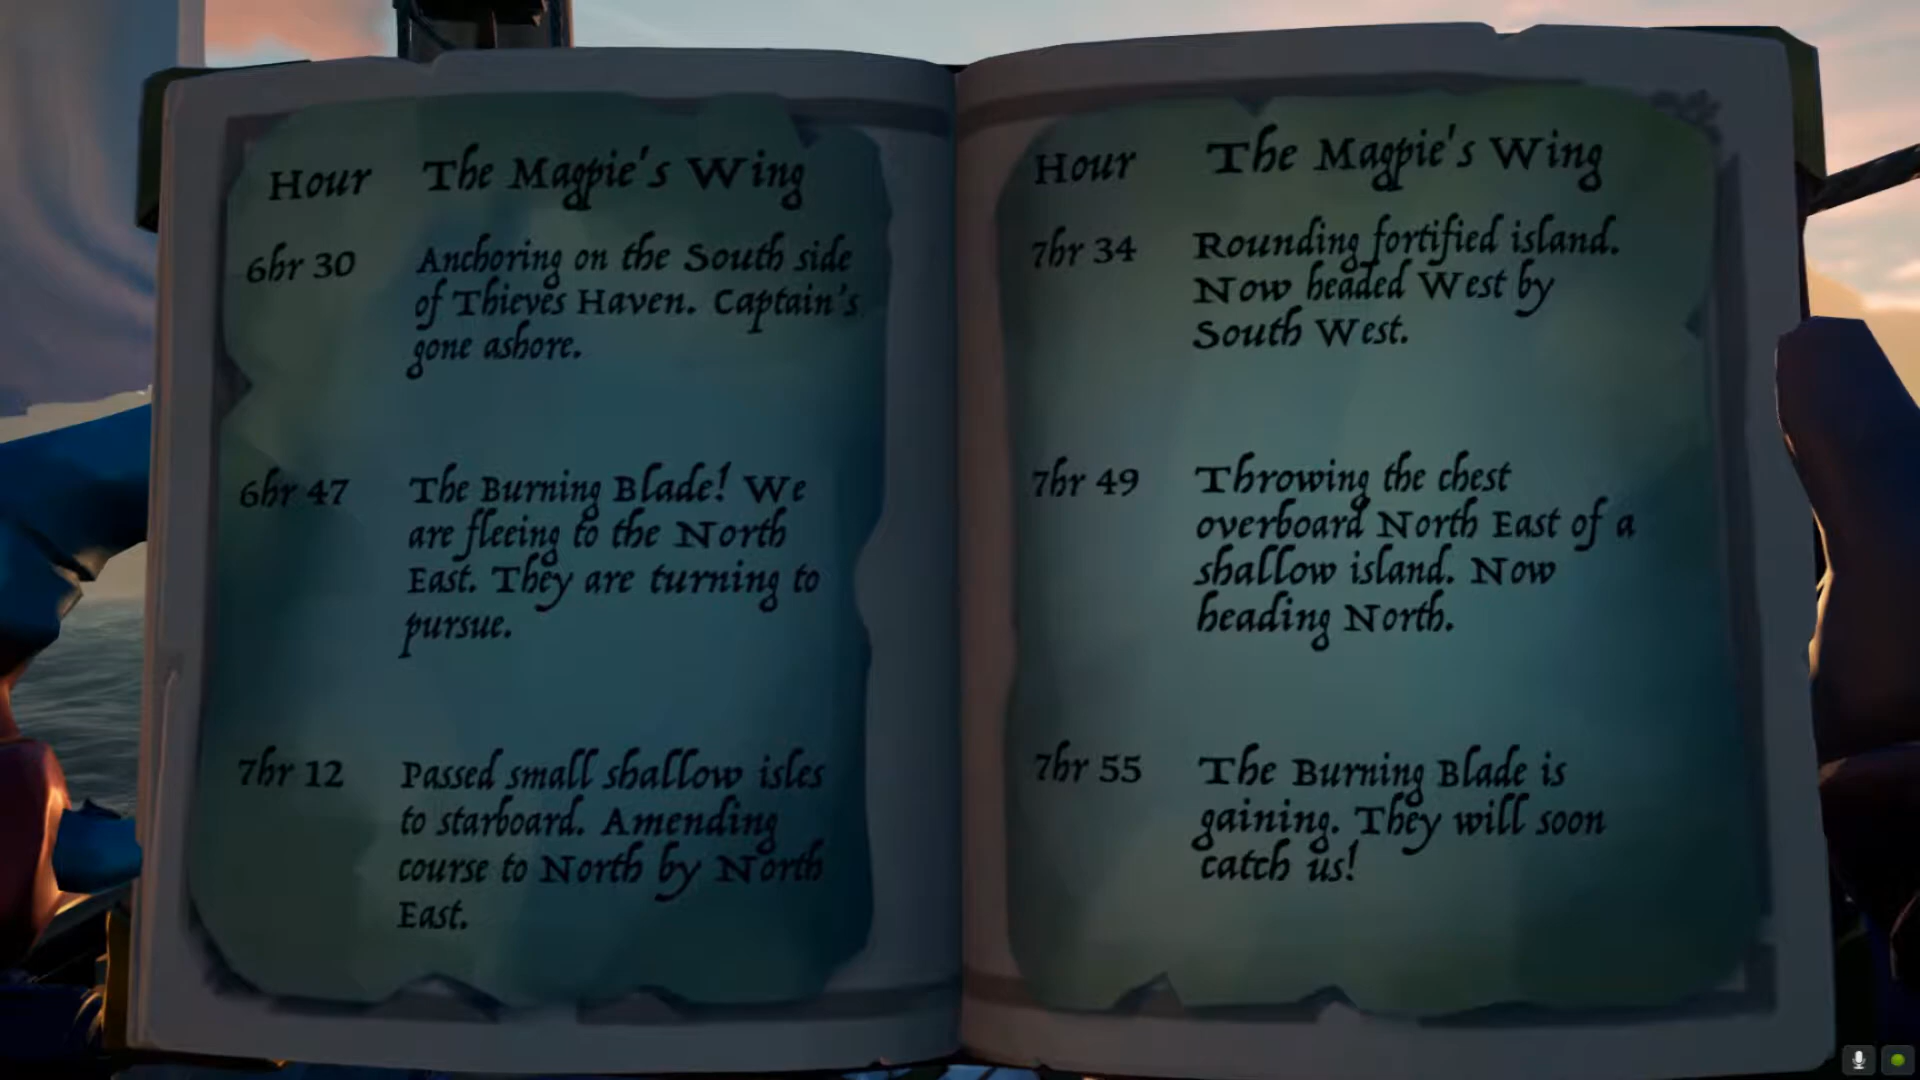 Hour The Magpie's Wing
6hr 30 Anchoring on the South side
of Thieves Haven. Captain's
gone ashore.
6hr 47 The Burning Blade! We
are fleeing to the North
East. They are turning to
pursue.
7hr 12 Passed small shallow isles
to starboard. Amending
course to North by North
East.
Hour The Magpie's Wing
7hr 34 Rounding fortified island.
Now headed West by
South West.
7hr 49 Throwing the chest
overboard North East of a
shallow island. Now
heading North.
7hr 55 The Burning Blade is
gaining. They will soon
catch us!